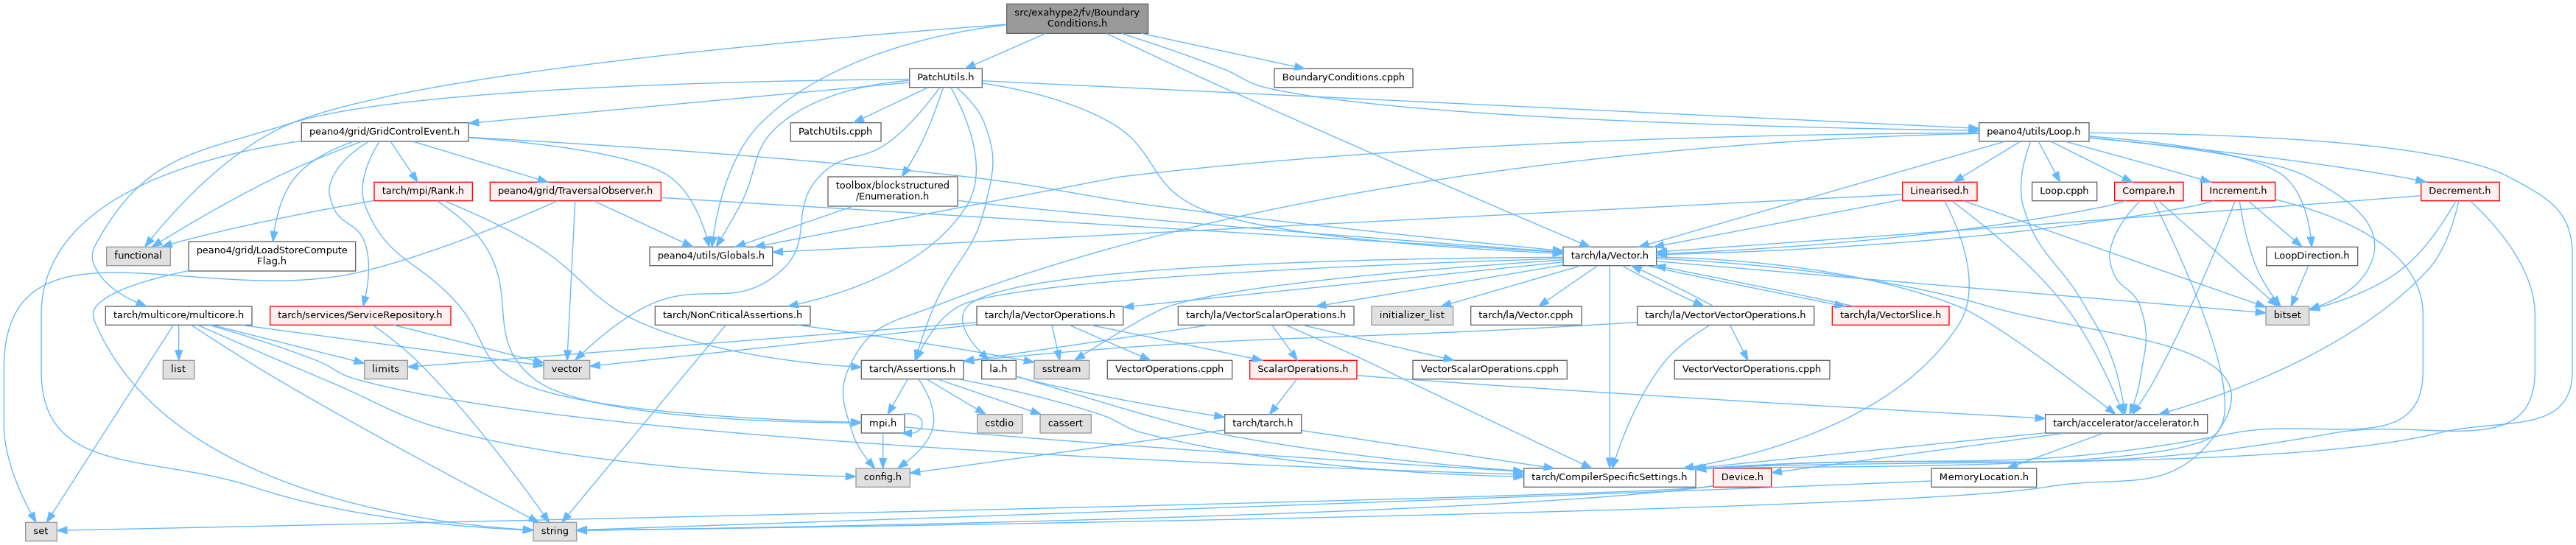 src/exahype2/fv/Boundary
Conditions.h
PatchUtils.h
BoundaryConditions.cpph
peano4/grid/GridControlEvent.h
PatchUtils.cpph
peano4/utils/Loop.h
tarch/mpi/Rank.h
peano4/grid/TraversalObserver.h
toolbox/blockstructured
/Enumeration.h
Linearised.h
Loop.cpph
Compare.h
Increment.h
Decrement.h
functional
peano4/grid/LoadStoreCompute
Flag.h
peano4/utils/Globals.h
tarch/la/Vector.h
LoopDirection.h
tarch/multicore/multicore.h
tarch/services/ServiceRepository.h
tarch/NonCriticalAssertions.h
tarch/la/VectorOperations.h
tarch/la/VectorScalarOperations.h
initializer_list
tarch/la/Vector.cpph
tarch/la/VectorVectorOperations.h
tarch/la/VectorSlice.h
bitset
list
limits
vector
tarch/Assertions.h
la.h
sstream
VectorOperations.cpph
ScalarOperations.h
VectorScalarOperations.cpph
VectorVectorOperations.cpph
mpi.h
cstdio
cassert
tarch/tarch.h
tarch/accelerator/accelerator.h
config.h
tarch/CompilerSpecificSettings.h
Device.h
MemoryLocation.h
set
string